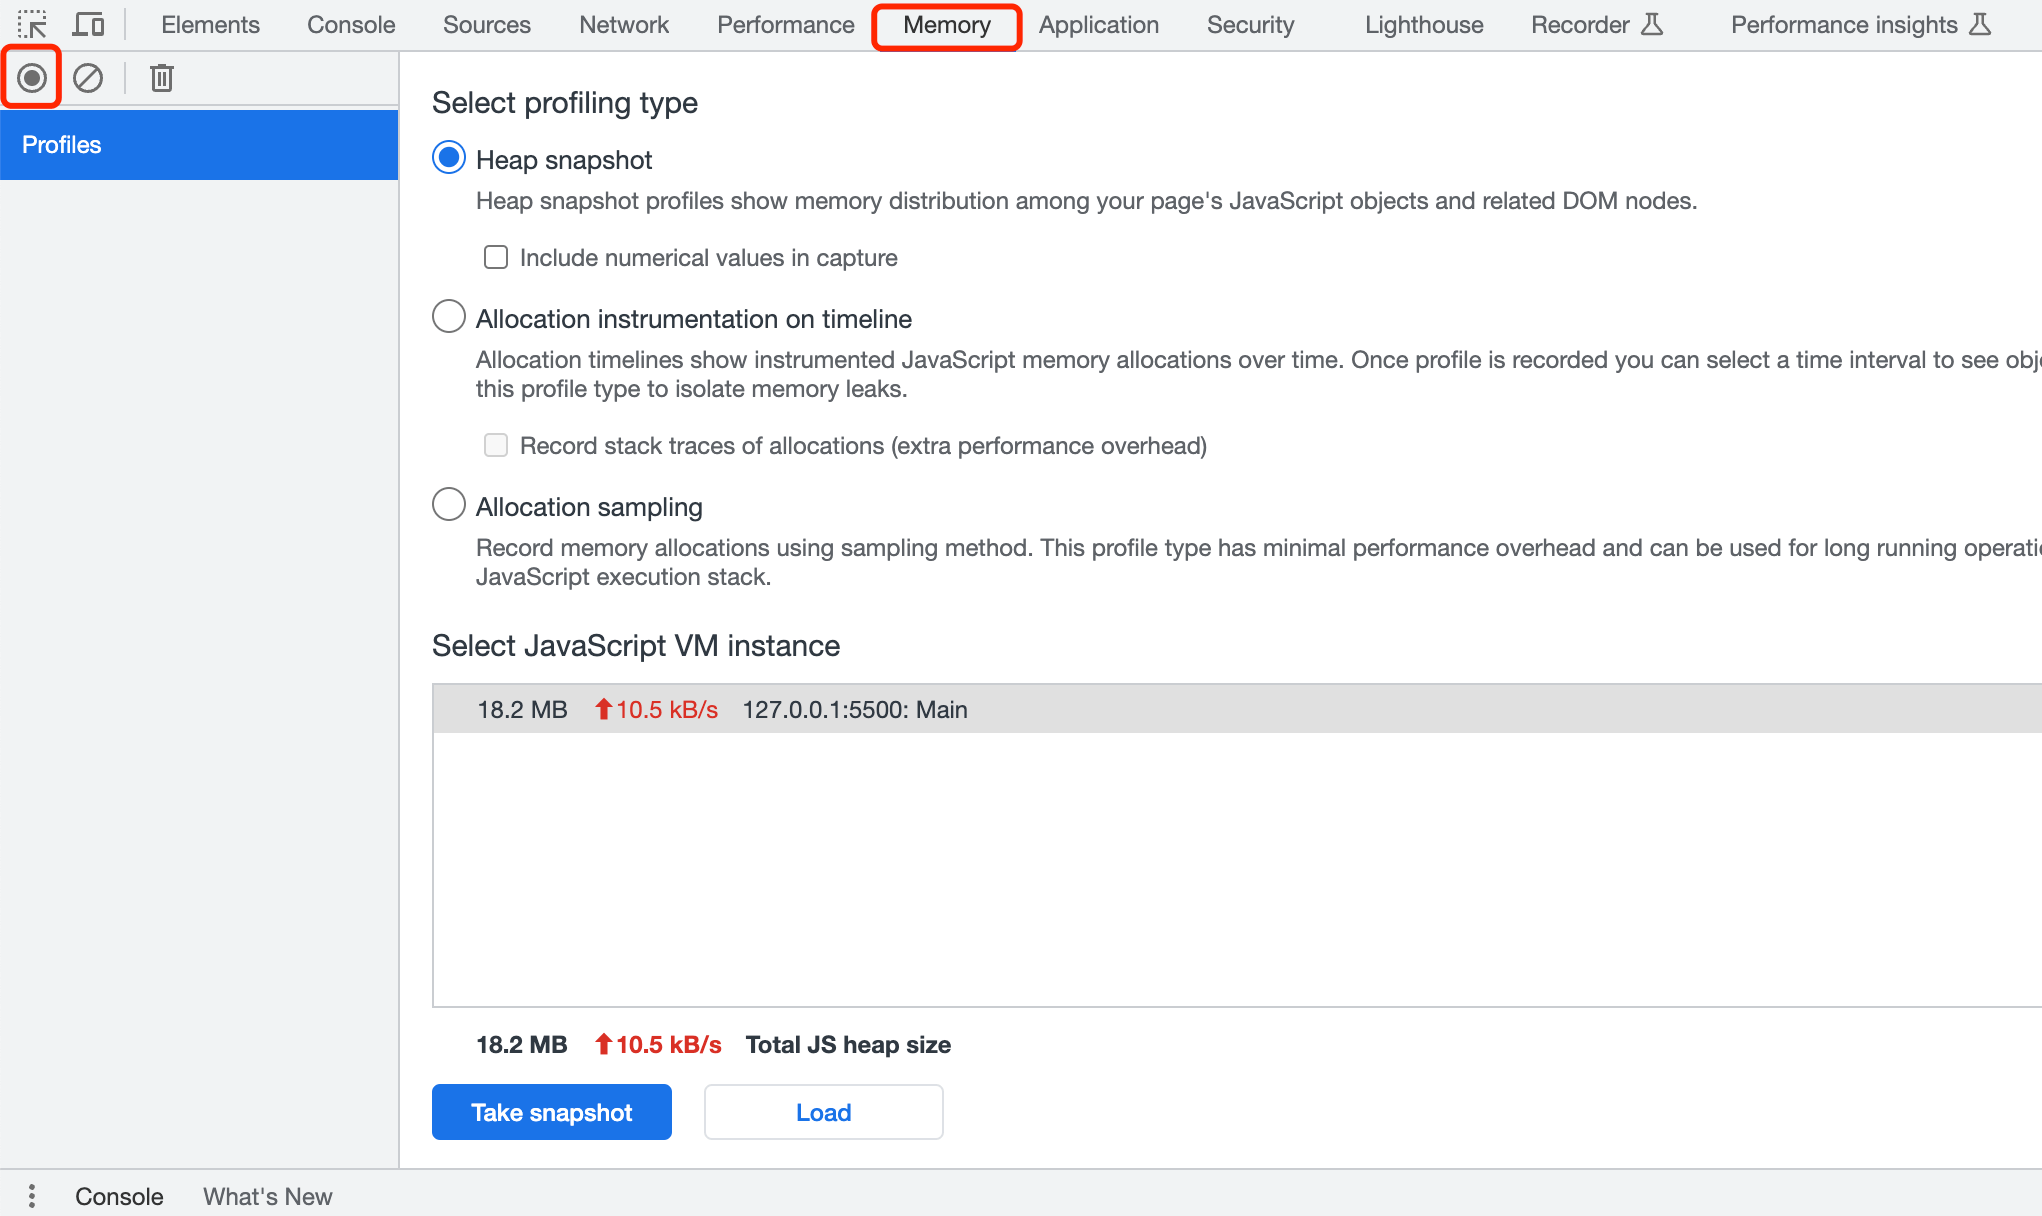 Elements Console Sources Network Performance Memory Application Security Lighthouse Recorder Performance insights
Profiles
Select profiling type
Heap snapshot
Heap snapshot profiles show memory distribution among your page's JavaScript objects and related DOM nodes.
Include numerical values in capture
Allocation instrumentation on timeline
Allocation timelines show instrumented JavaScript memory allocations over time. Once profile is recorded you can select a time interval to see
this profile type to isolate memory leaks.
Record stack traces of allocations (extra performance overhead)
Allocation sampling
Record memory allocations using sampling method. This profile type has minimal performance overhead and can be used for long running
JavaScript execution stack.
Select JavaScript VM instance
18.2 MB 10.5 kB/s 127.0.0.1:5500: Main
18.2 MB 10.5 kB/s Total JS heap size
Take snapshot Load
Console What's New